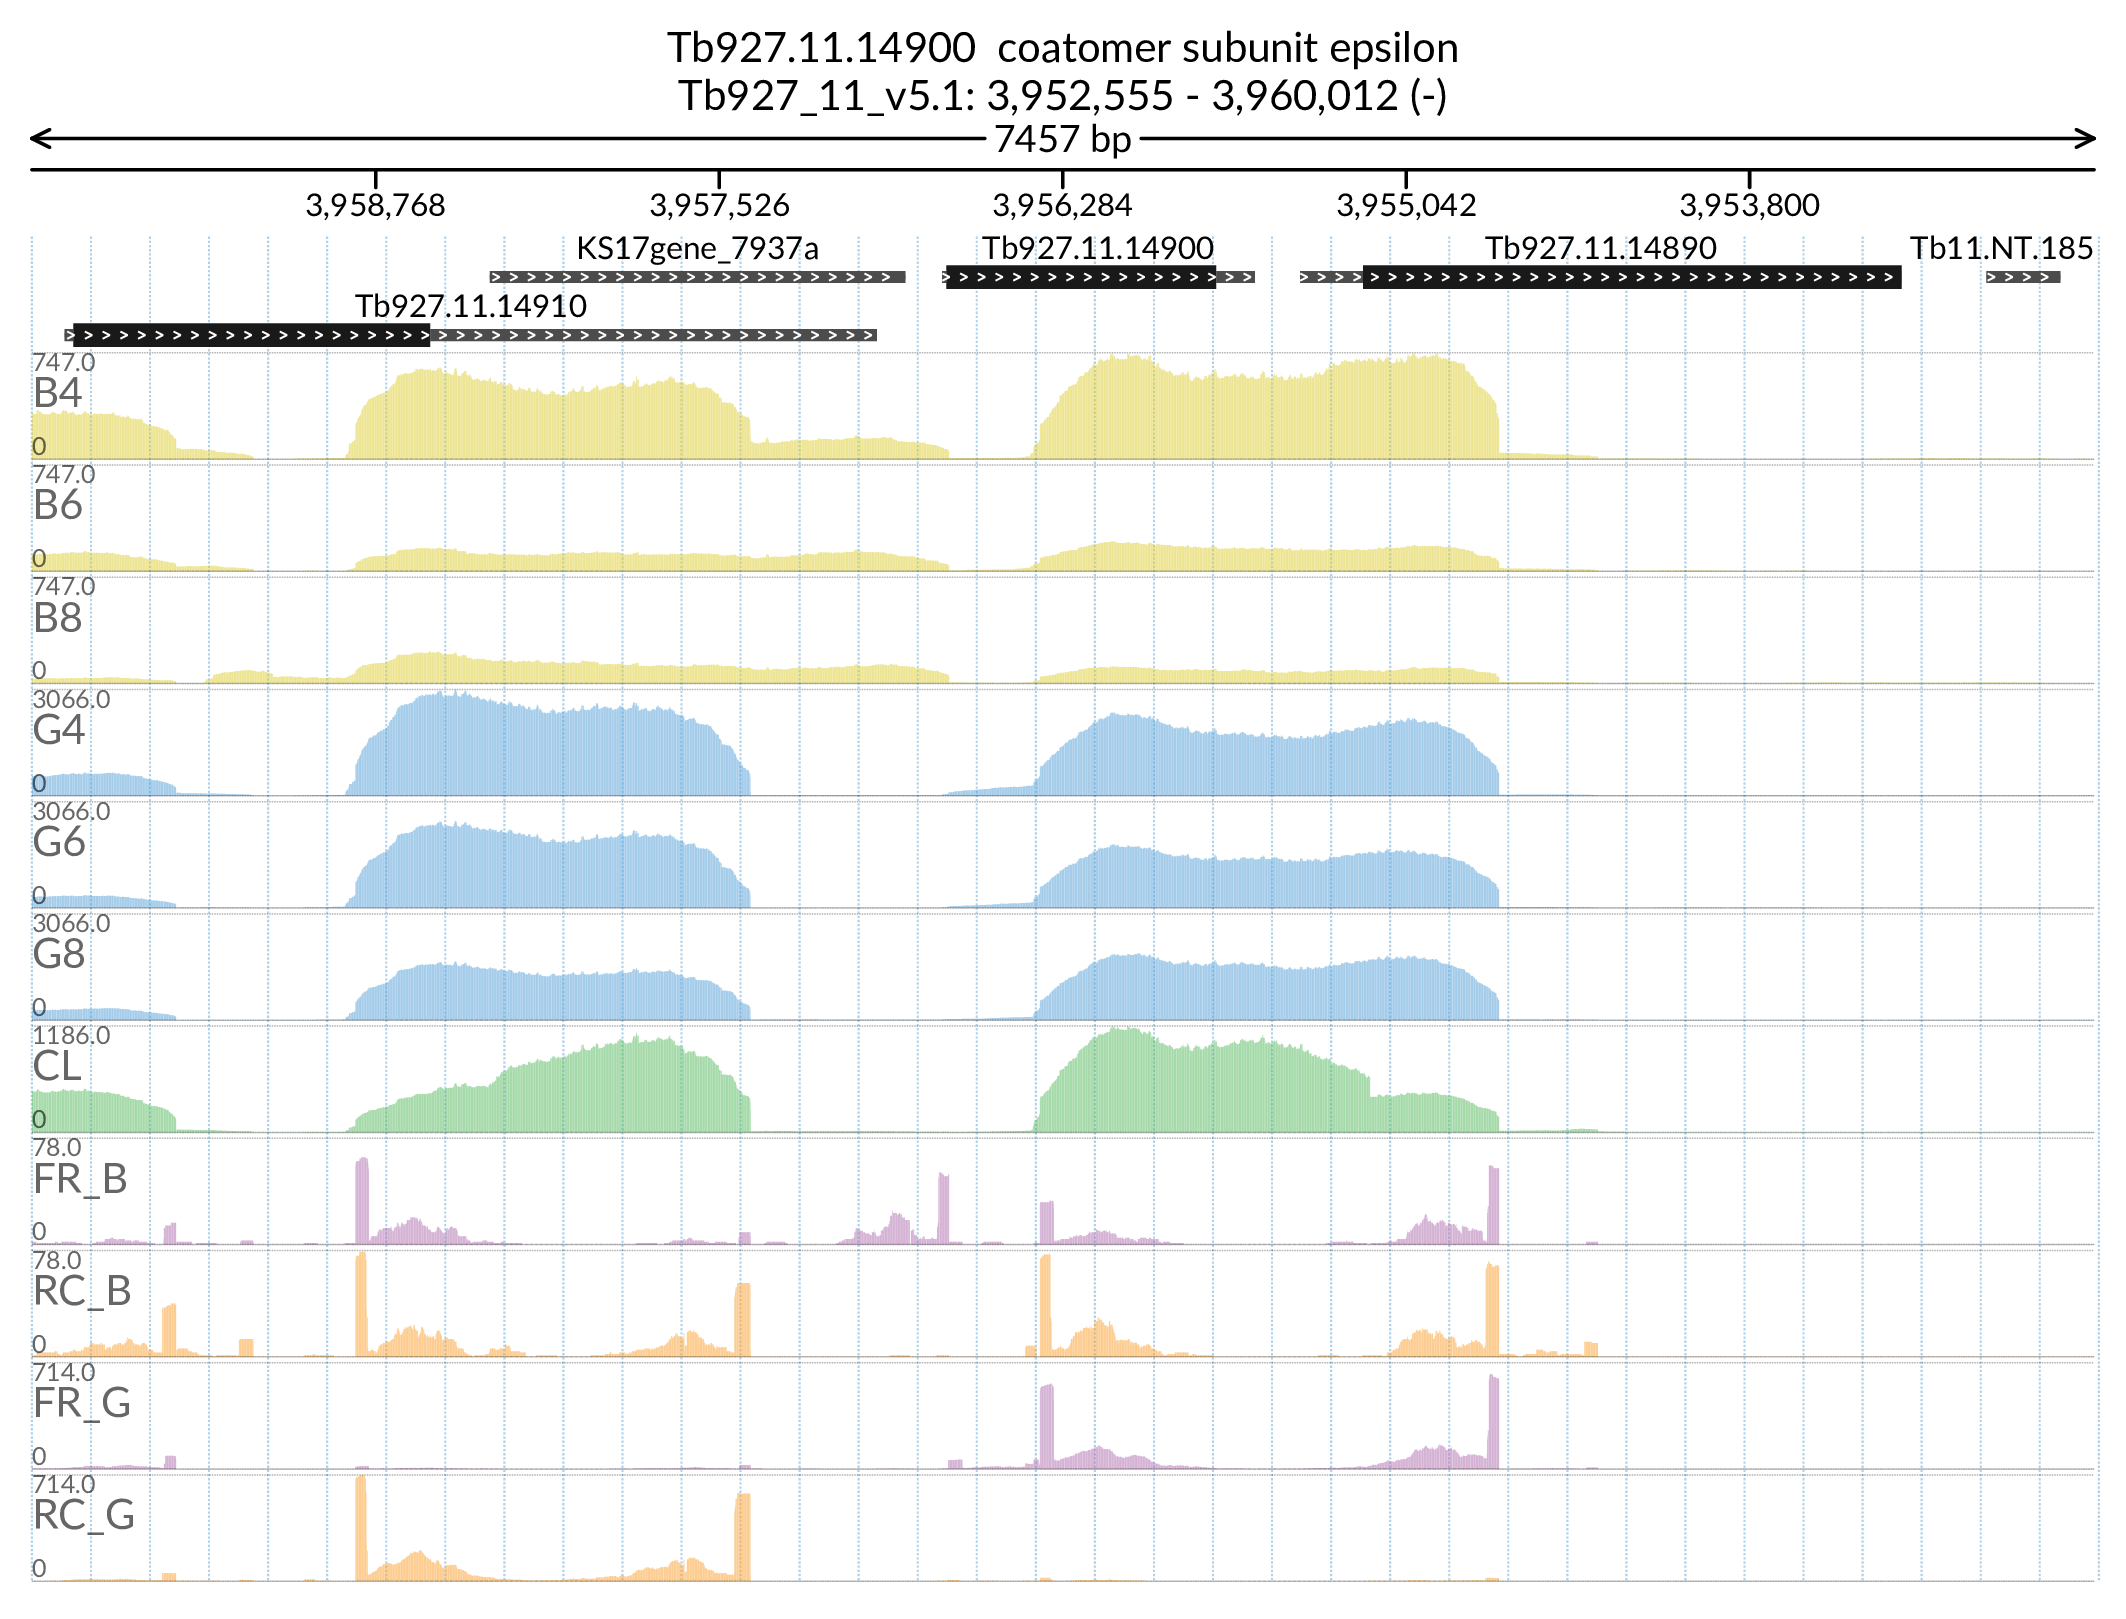 Tb927.11.14900 coatomer subunit epsilon
Tb927_11_v5.1: 3,952,555 - 3,960,012 (-)
7457 bp
3,958,768 3,957,526 3,956,284 3,955,042 3,953,800
KS17gene_7937a Tb927.11.14900 Tb927.11.14890 Tb11.NT.185
Tb927.11.14910
747.0
B4
0
747.0
B6
0
747.0
B8
0
3066.0
G4
0
3066.0
G6
0
3066.0
G8
0
1186.0
CL
0
78.0
FR_B
0
78.0
RC_B
0
714.0
FR_G
0
714.0
RC_G
0